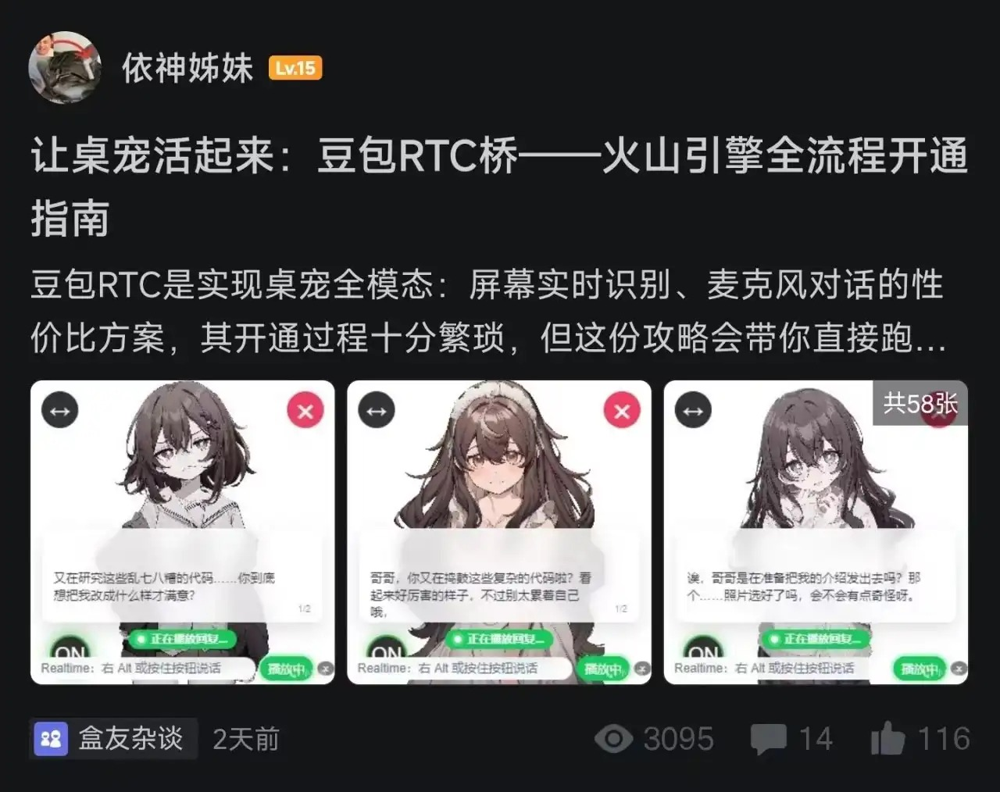 依神姊妹 Lv.15
让桌宠活起来：豆包RTC桥——火山引擎全流程开通
指南
豆包RTC是实现桌宠全模态：屏幕实时识别、麦克风对话的性
价比方案，其开通过程十分繁琐，但这份攻略会带你直接跑...
共58张
又在研究这些乱七八糟的代码……你到底
想把我改成什么样才满意？
1/2
正在播放回复...
ON
Realtime：右 Alt 或按住按钮说话
播放中
哥哥，你又在捣鼓这些复杂的代码啦？看
起来好厉害的样子，不过别太累着自己
哦，
1/2
正在播放回复...
ON
Realtime：右 Alt 或按住按钮说话
播放中
诶，哥哥是在准备把我的介绍发出去吗？那
个……照片选好了吗，会不会有点奇怪呀。
正在播放回复...
ON
Realtime：右 Alt 或按住按钮说话
播放中
盒友杂谈 2天前 3095 14 116